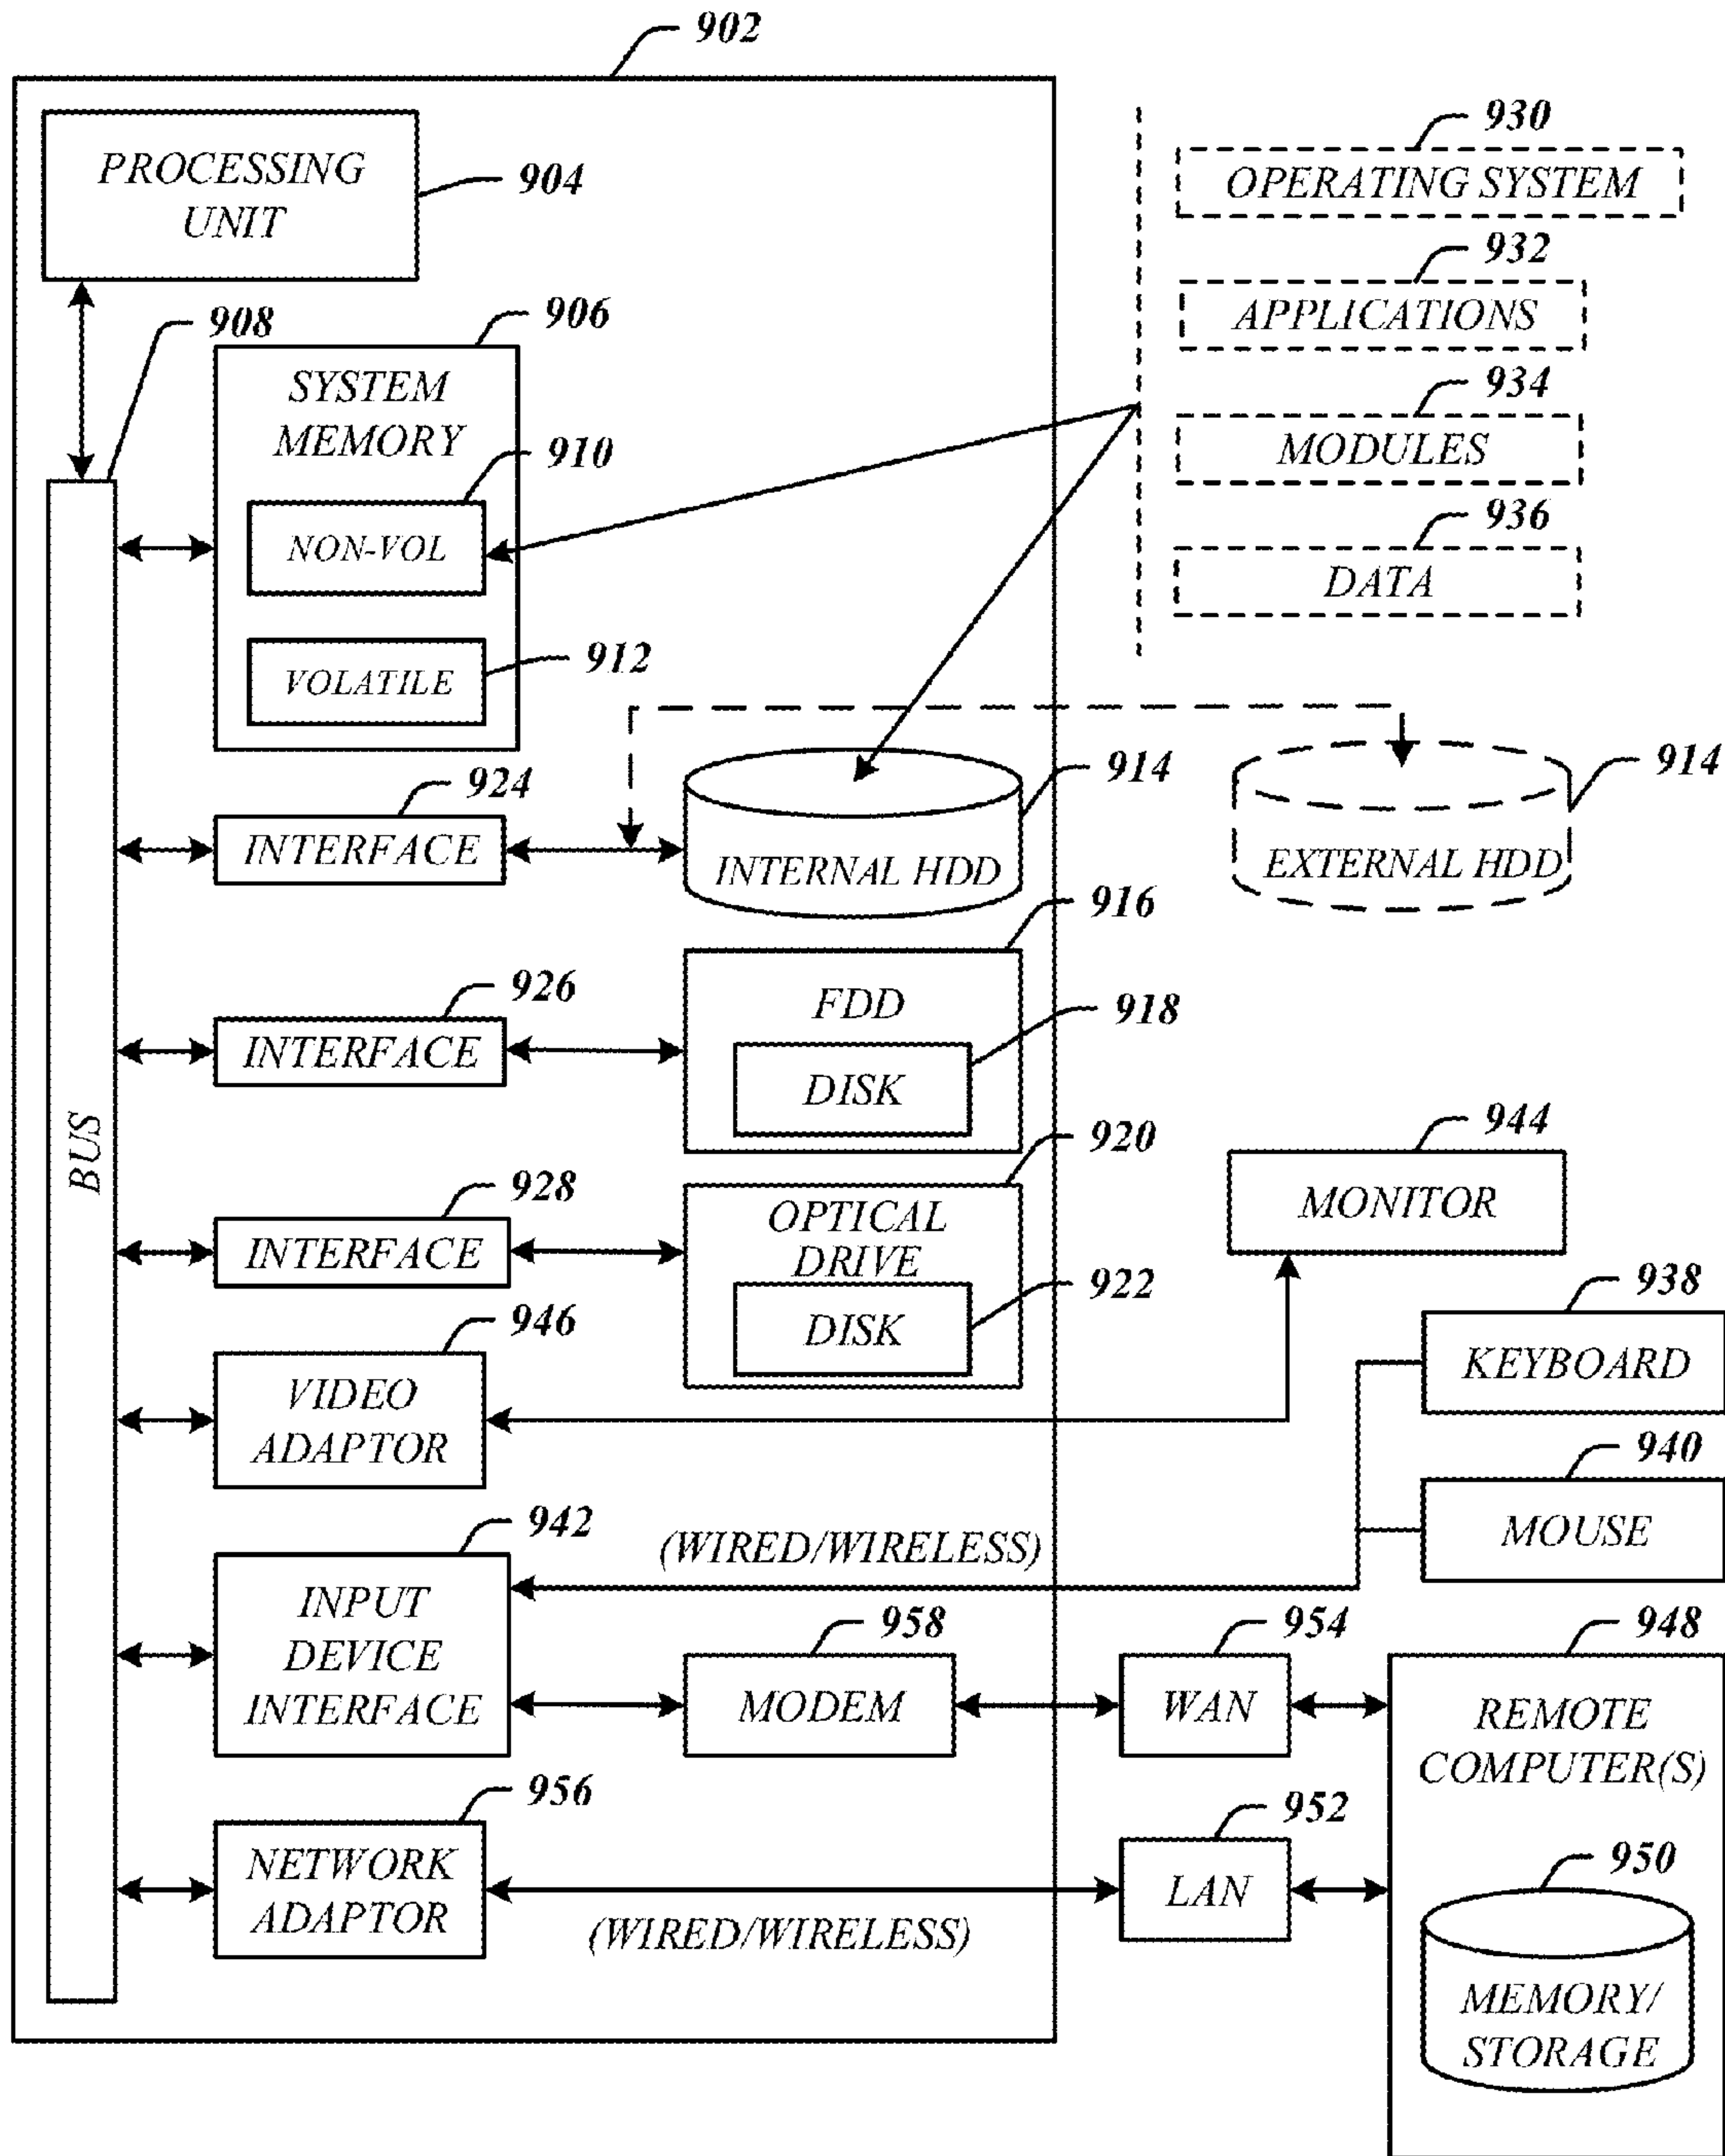 902
PROCESSING
UNIT
904
930
OPERATING SYSTEM
932
APPLICATIONS
934
MODULES
936
DATA
908
906
SYSTEM
MEMORY
910
NON-VOL
912
VOLATILE
924
INTERFACE
914
INTERNAL HDD
914
EXTERNAL HDD
916
FDD
918
DISK
926
INTERFACE
BUS
920
OPTICAL
DRIVE
922
DISK
928
INTERFACE
944
MONITOR
938
KEYBOARD
946
VIDEO
ADAPTOR
940
MOUSE
942
INPUT
DEVICE
INTERFACE
(WIRED/WIRELESS)
958
MODEM
954
WAN
948
REMOTE
COMPUTER(S)
956
NETWORK
ADAPTOR
(WIRED/WIRELESS)
952
LAN
950
MEMORY/
STORAGE